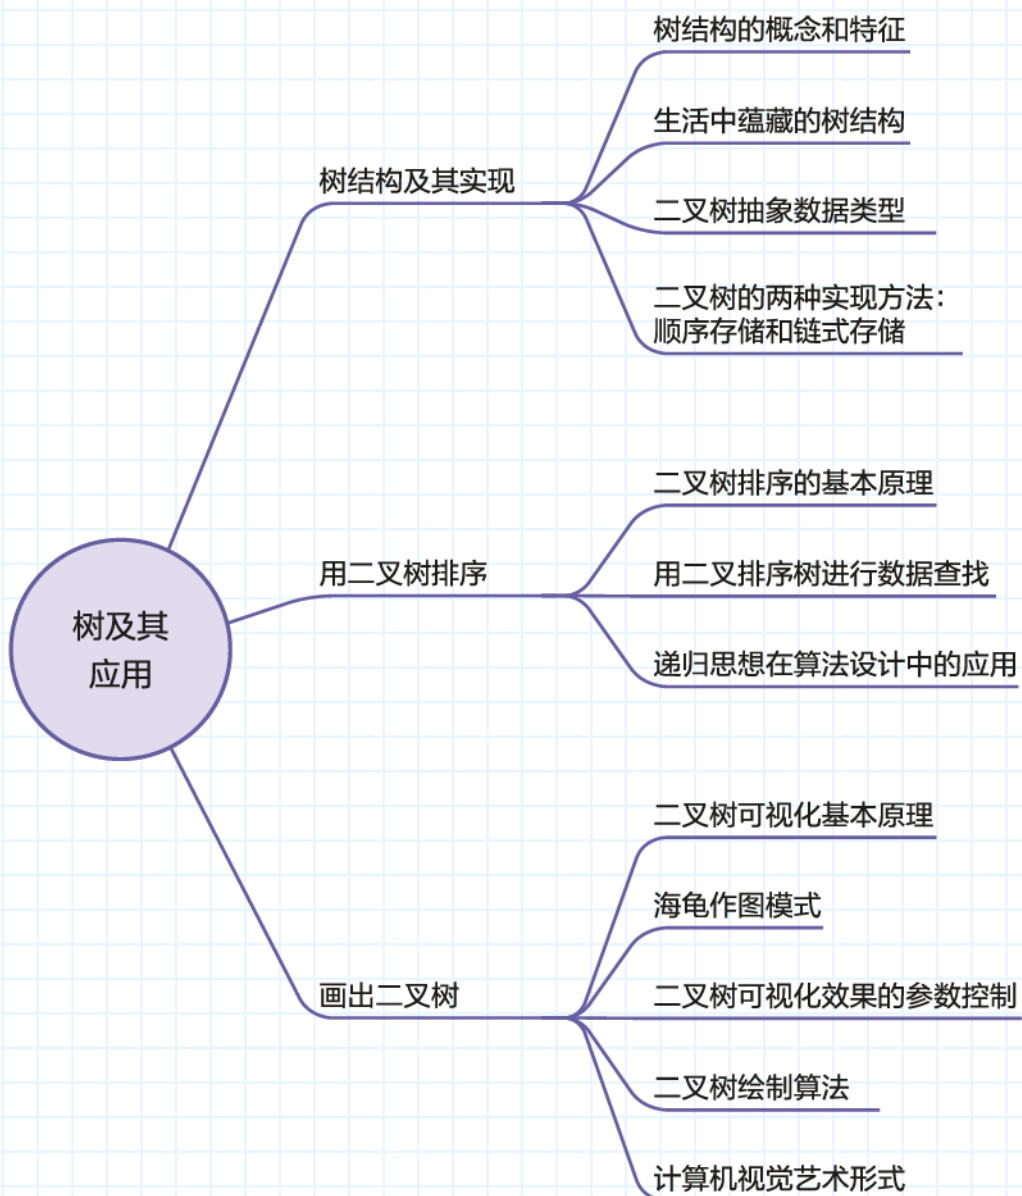 树及其
应用
树结构及其实现
树结构的概念和特征
生活中蕴藏的树结构
二叉树抽象数据类型
二叉树的两种实现方法：
顺序存储和链式存储
用二叉树排序
二叉树排序的基本原理
用二叉排序树进行数据查找
递归思想在算法设计中的应用
画出二叉树
二叉树可视化基本原理
海龟作图模式
二叉树可视化效果的参数控制
二叉树绘制算法
计算机视觉艺术形式